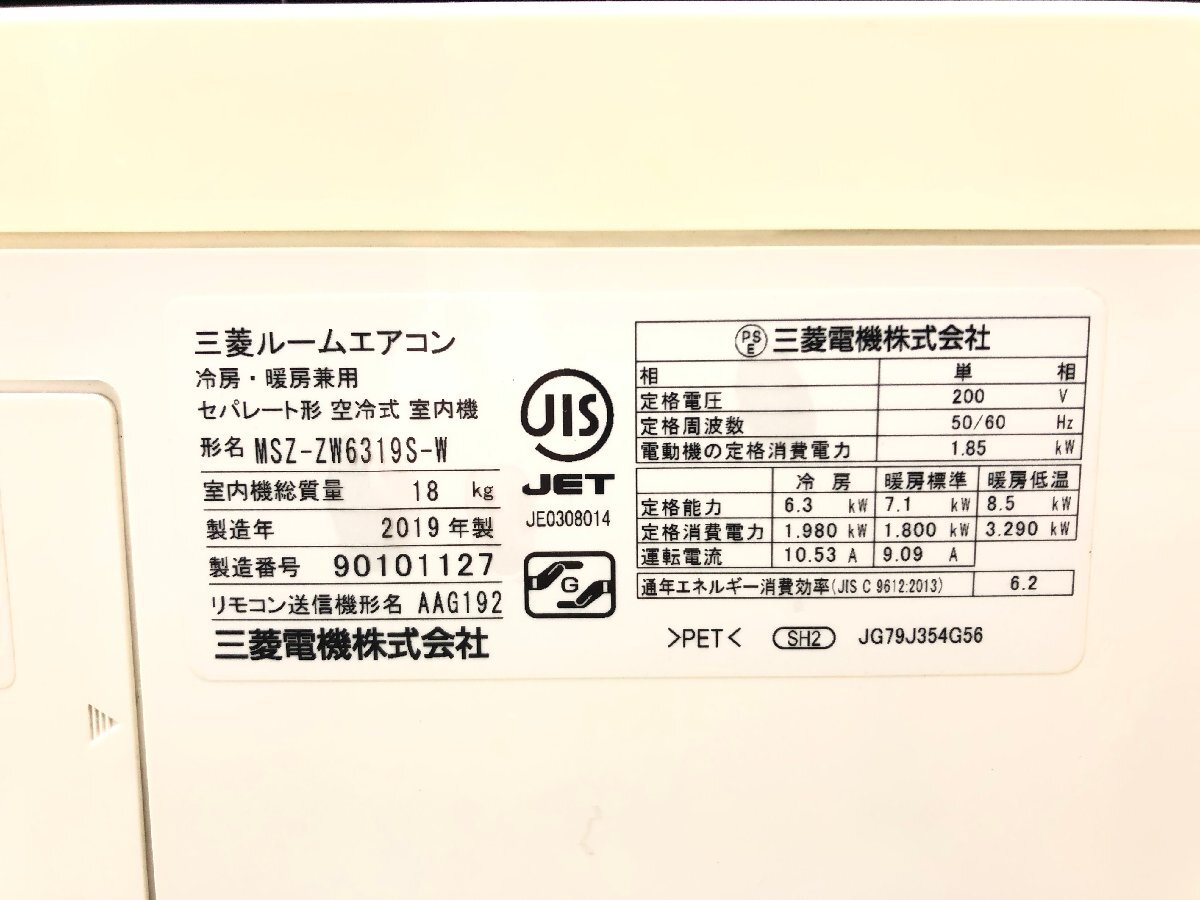 三菱ルームエアコン
冷房・暖房兼用
セパレート形 空冷式 室内機
形名 MSZ-ZW6319S-W
室内機総質量 18 kg
製造年 2019年製
製造番号 90101127
リモコン送信機形名 AAG192
三菱電機株式会社
JIS
JET
JE0308014
G
PSE 三菱電機株式会社
相 単 相
定格電圧 200 V
定格周波数 50/60 Hz
電動機の定格消費電力 1.85 kW
冷房 暖房標準 暖房低温
定格能力 6.3 kW 7.1 kW 8.5 kW
定格消費電力 1.980 kW 1.800 kW 3.290 kW
運転電流 10.53 A 9.09 A
通年エネルギー消費効率(JIS C 9612:2013) 6.2
>PET< SH2 JG79J354G56